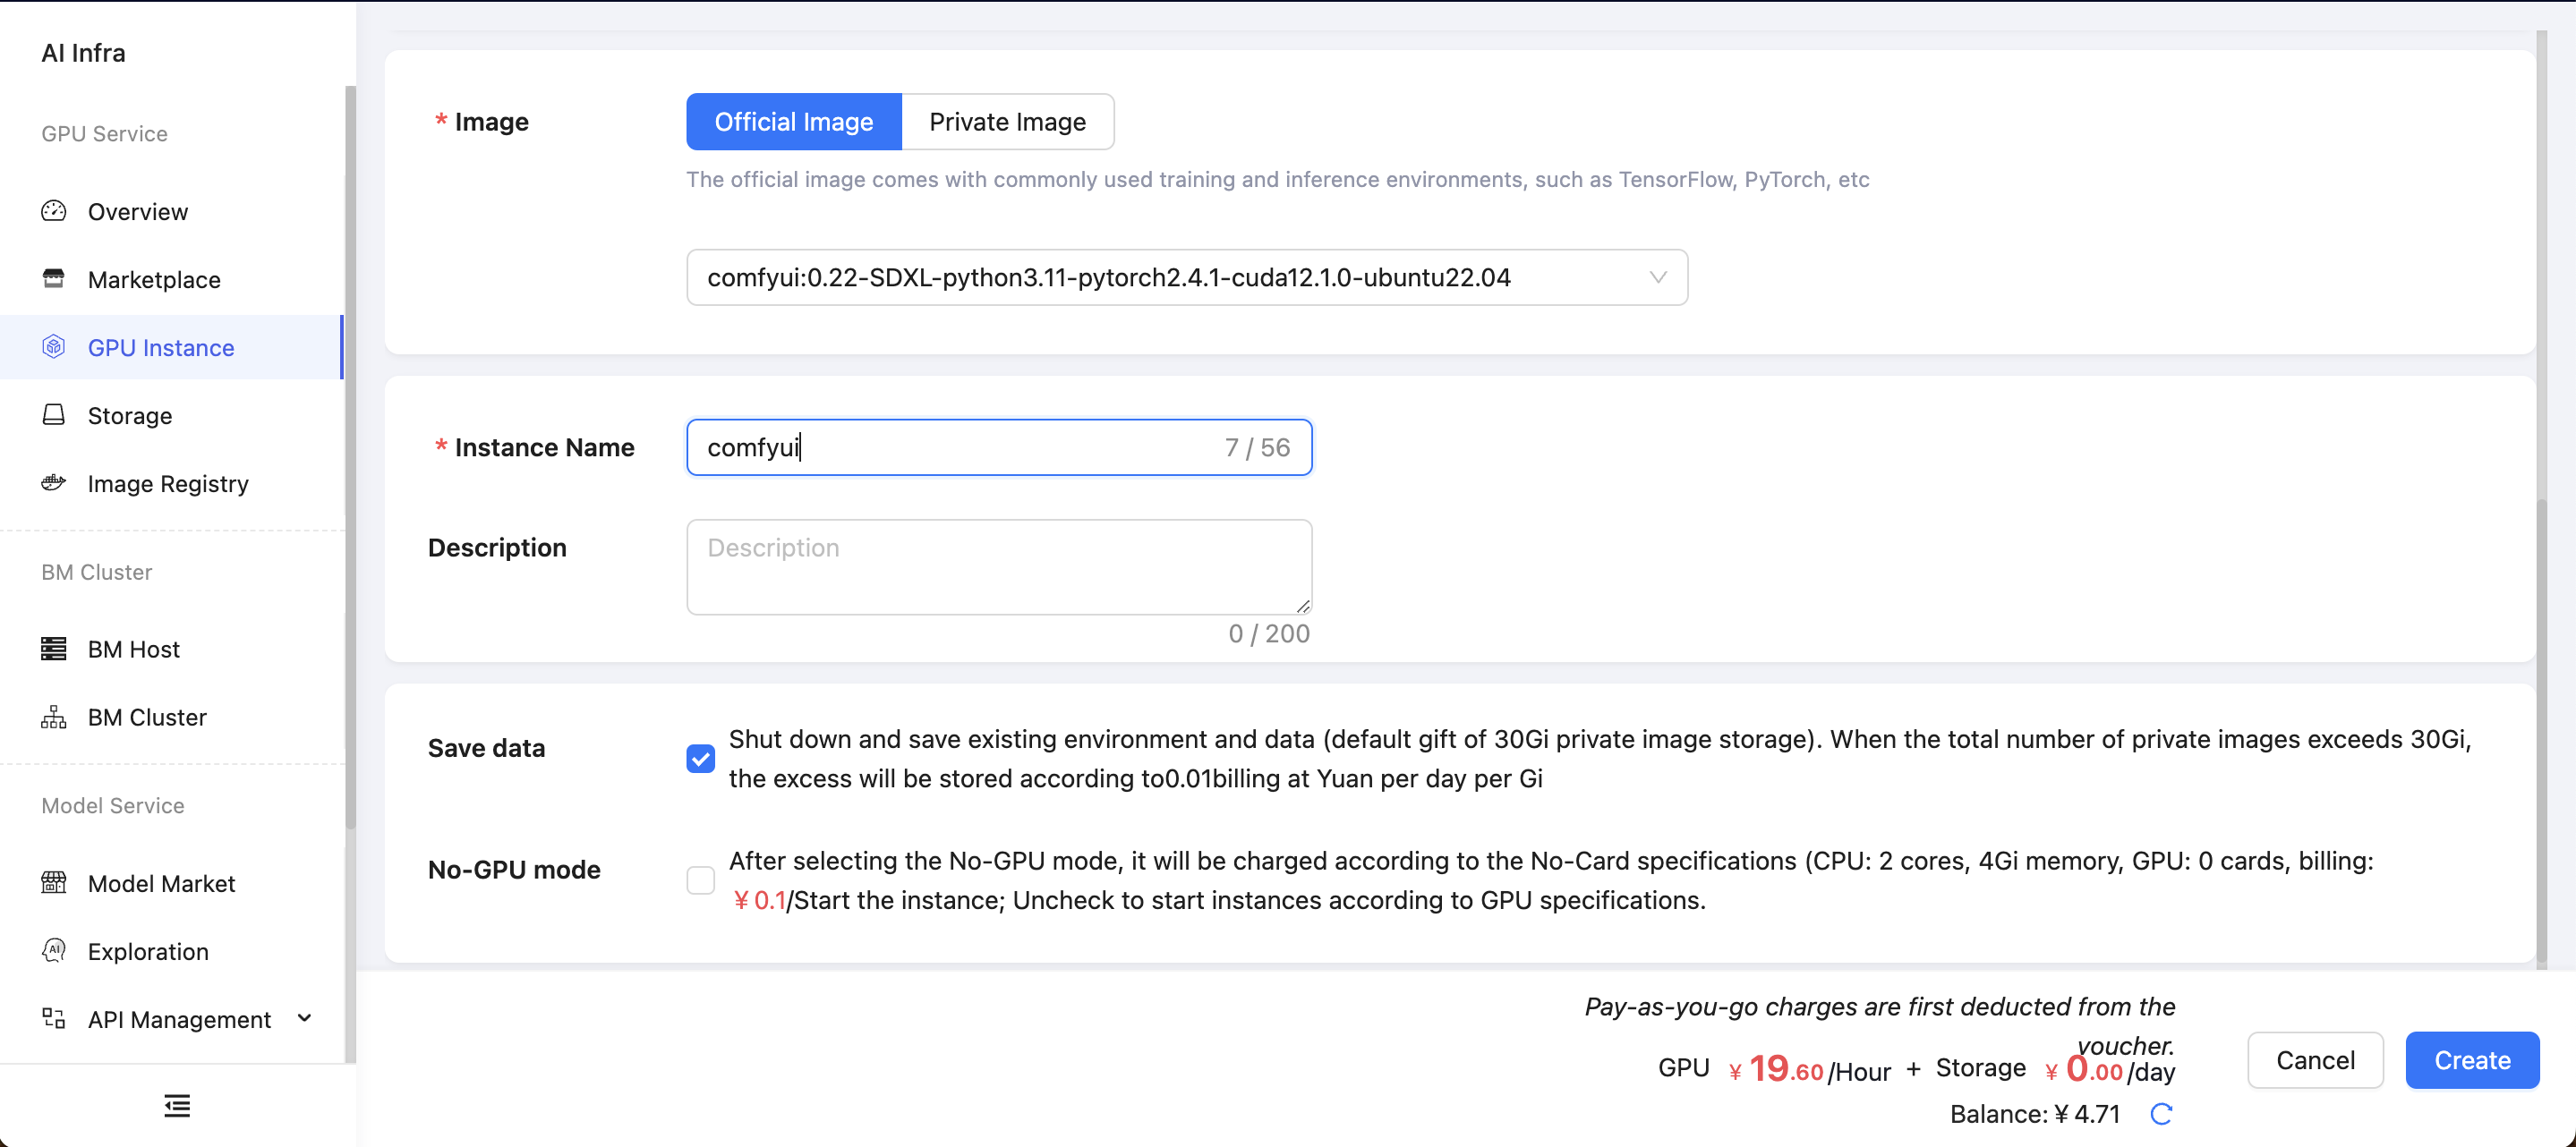 AI Infra
GPU Service
Overview
Marketplace
GPU Instance
Storage
Image Registry
BM Cluster
BM Host
BM Cluster
Model Service
Model Market
Exploration
API Management
* Image
Official Image
Private Image
The official image comes with commonly used training and inference environments, such as TensorFlow, PyTorch, etc
comfyui:0.22-SDXL-python3.11-pytorch2.4.1-cuda12.1.0-ubuntu22.04
* Instance Name
comfyui
7 / 56
Description
Description
0 / 200
Save data
Shut down and save existing environment and data (default gift of 30Gi private image storage). When the total number of private images exceeds 30Gi,
the excess will be stored according to0.01billing at Yuan per day per Gi
No-GPU mode
After selecting the No-GPU mode, it will be charged according to the No-Card specifications (CPU: 2 cores, 4Gi memory, GPU: 0 cards, billing:
¥ 0.1/Start the instance; Uncheck to start instances according to GPU specifications.
Pay-as-you-go charges are first deducted from the
voucher.
GPU ¥ 19.60/Hour + Storage ¥ 0.00/day
Balance: ¥ 4.71
Cancel
Create